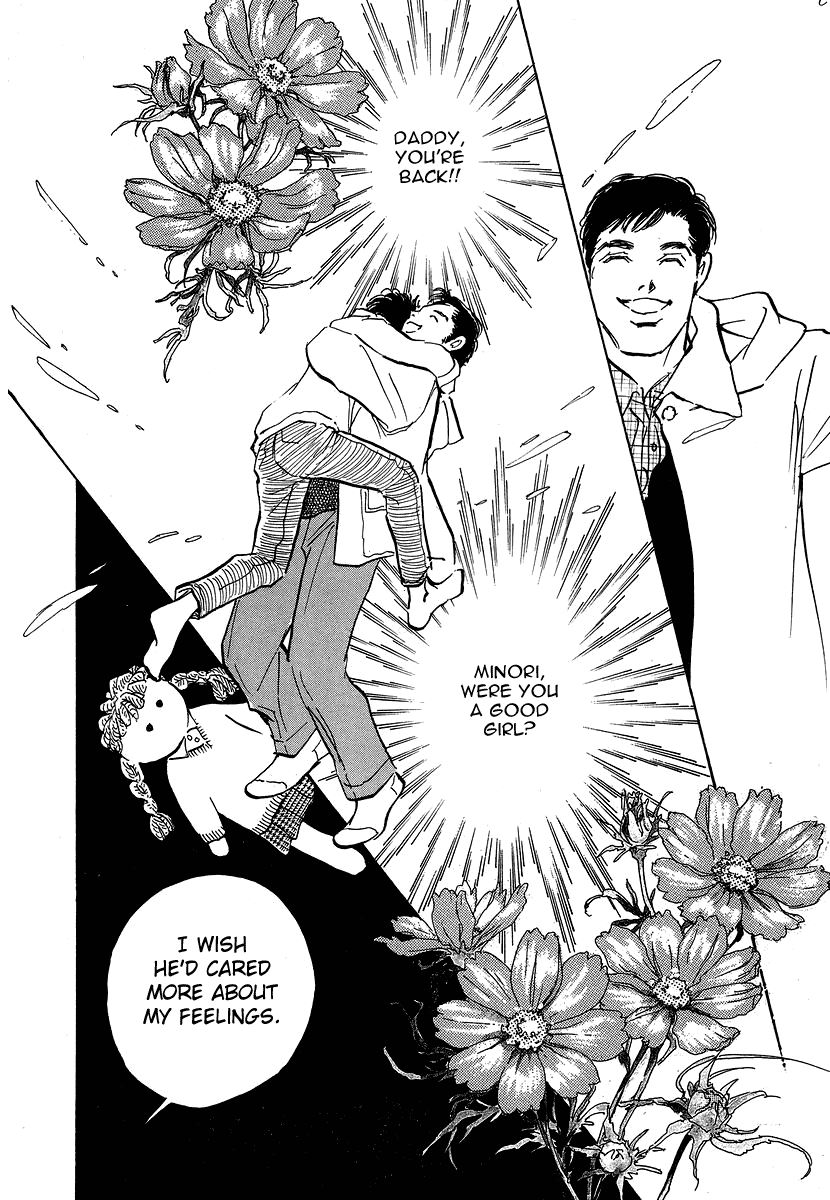 DADDY,
YOU'RE
BACK!!
MINORI,
WERE YOU
A GOOD
GIRL?
I WISH
HE'D CARED
MORE ABOUT
MY FEELINGS.